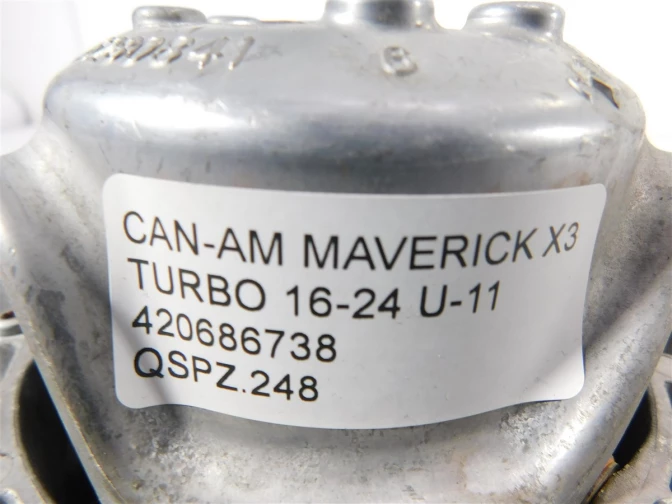 CAN-AM MAVERICK X3
TURBO 16-24 U-11
420686738
QSPZ.248